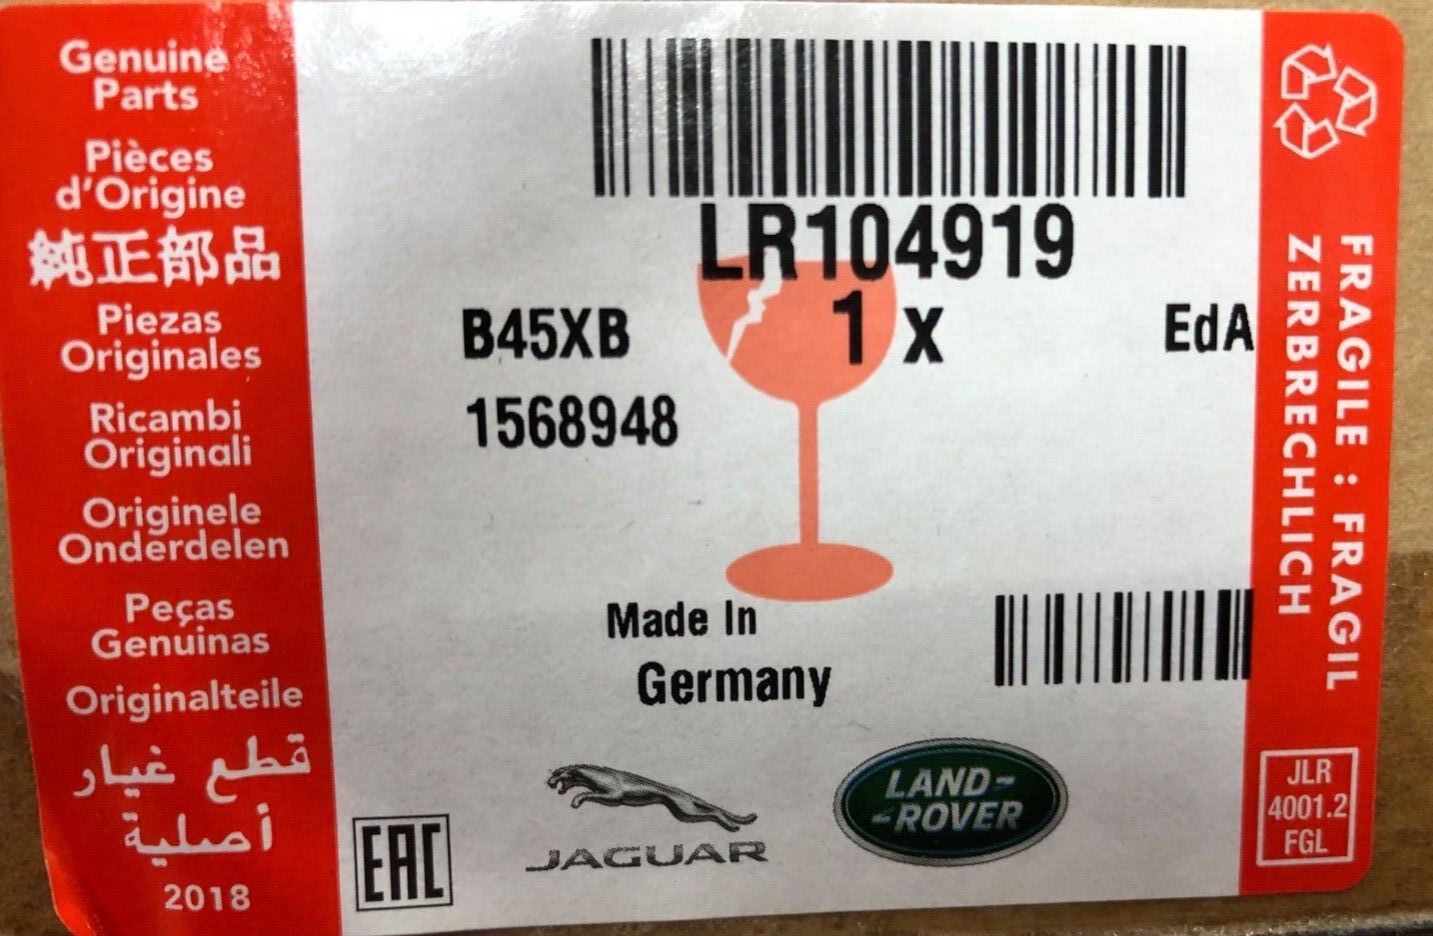 Genuine
Parts
Pièces
d'Origine
純正部品
Piezas
Originales
Ricambi
Originali
Originele
Onderdelen
Peças
Genuinas
Originalteile
قطع غيار
أصلية
2018
LR104919
B45XB
1 X
EdA
1568948
Made In
Germany
EAC
JAGUAR
LAND-
-ROVER
FRAGILE : FRAGIL
ZERBRECHLICH
JLR
4001.2
FGL